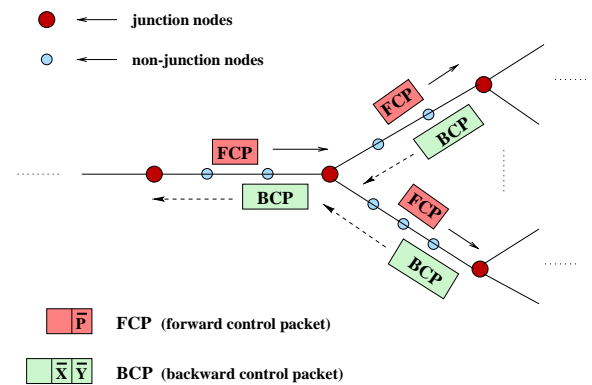 junction nodes
non-junction nodes
FCP
BCP
FCP
BCP
FCP
BCP
P̅ FCP (forward control packet)
X̅ Y̅ BCP (backward control packet)